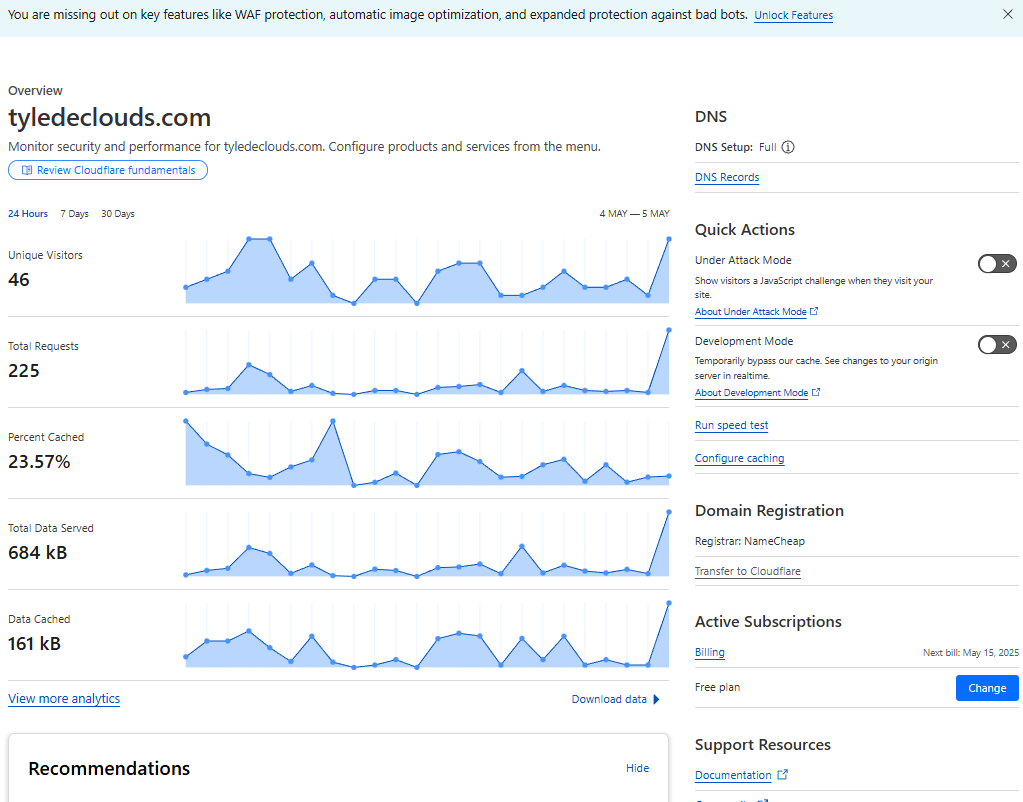 You are missing out on key features like WAF protection, automatic image optimization, and expanded protection against bad bots. Unlock Features
Overview
tyledeclouds.com
Monitor security and performance for tyledeclouds.com. Configure products and services from the menu.
Review Cloudflare fundamentals
24 Hours 7 Days 30 Days
4 MAY — 5 MAY
Unique Visitors
46
Total Requests
225
Percent Cached
23.57%
Total Data Served
684 kB
Data Cached
161 kB
View more analytics
Download data
Recommendations
Hide
DNS
DNS Setup: Full
DNS Records
Quick Actions
Under Attack Mode
Show visitors a JavaScript challenge when they visit your
site.
About Under Attack Mode
Development Mode
Temporarily bypass our cache. See changes to your origin
server in realtime.
About Development Mode
Run speed test
Configure caching
Domain Registration
Registrar: NameCheap
Transfer to Cloudflare
Active Subscriptions
Billing
Next bill: May 15, 2025
Free plan
Change
Support Resources
Documentation